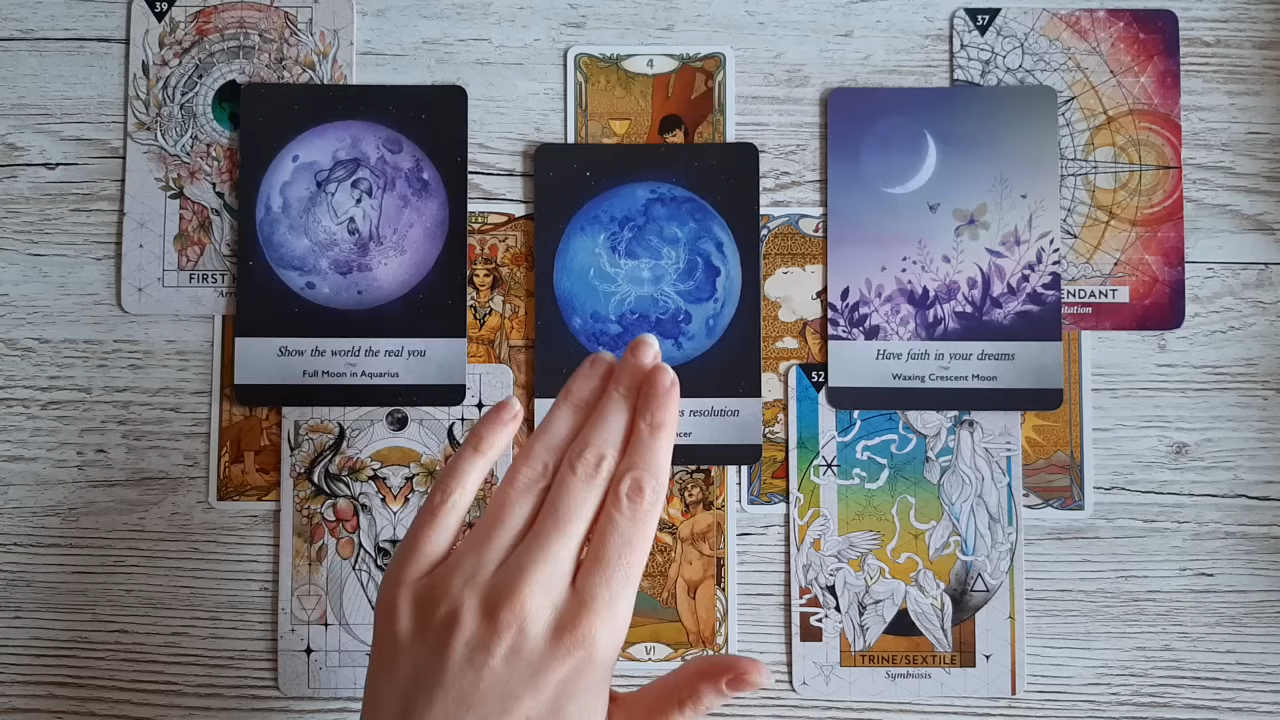 39
37
4
FIRST
ENDANT
itation
Show the world the real you
Full Moon in Aquarius
resolution
Have faith in your dreams
Waxing Crescent Moon
52
VI
TRINE/SEXTILE
Symbiosis